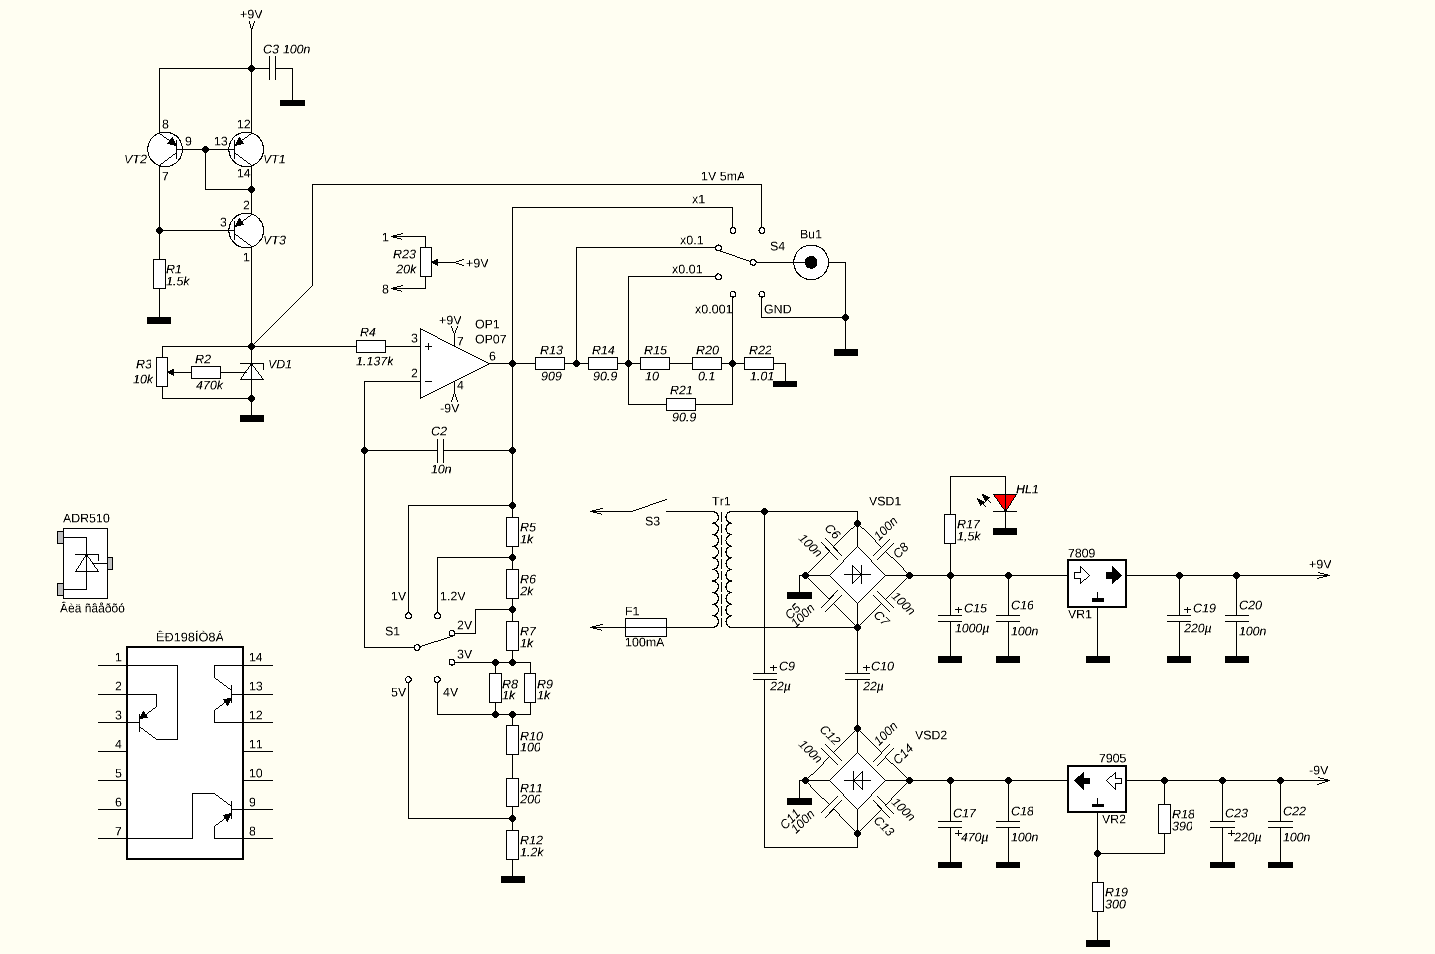 +9V
C3 100n
8
12
9
13
VT2
VT1
7
14
2
3
VT3
1
R1
1.5k
1V 5mA
x1
x0.1
x0.01
x0.001
S4
Bu1
GND
1
R23
20k
+9V
8
R3
10k
R2
470k
VD1
R4
1.137k
3
+
2
−
+9V
7
OP1
OP07
6
4
-9V
R13
909
R14
90.9
R15
10
R20
0.1
R22
1.01
R21
90.9
C2
10n
R5
1k
R6
2k
R7
1k
R8
1k
R9
1k
R10
100
R11
200
R12
1.2k
1V
1.2V
S1
2V
3V
5V
4V
ADR510
Âèä ñâåðõó
ÊÐ198ÍÒ8À
1
2
3
4
5
6
7
14
13
12
11
10
9
8
S3
F1
100mA
Tr1
VSD1
C6
100n
100n
C8
C5
100n
C7
100n
+ C9
22µ
+ C10
22µ
R17
1,5k
HL1
+ C15
1000µ
C16
100n
7809
VR1
+ C19
220µ
C20
100n
+9V
VSD2
C12
100n
100n
C14
C11
100n
C13
100n
C17
+ 470µ
C18
100n
7905
VR2
R18
390
R19
300
C23
+ 220µ
C22
100n
-9V